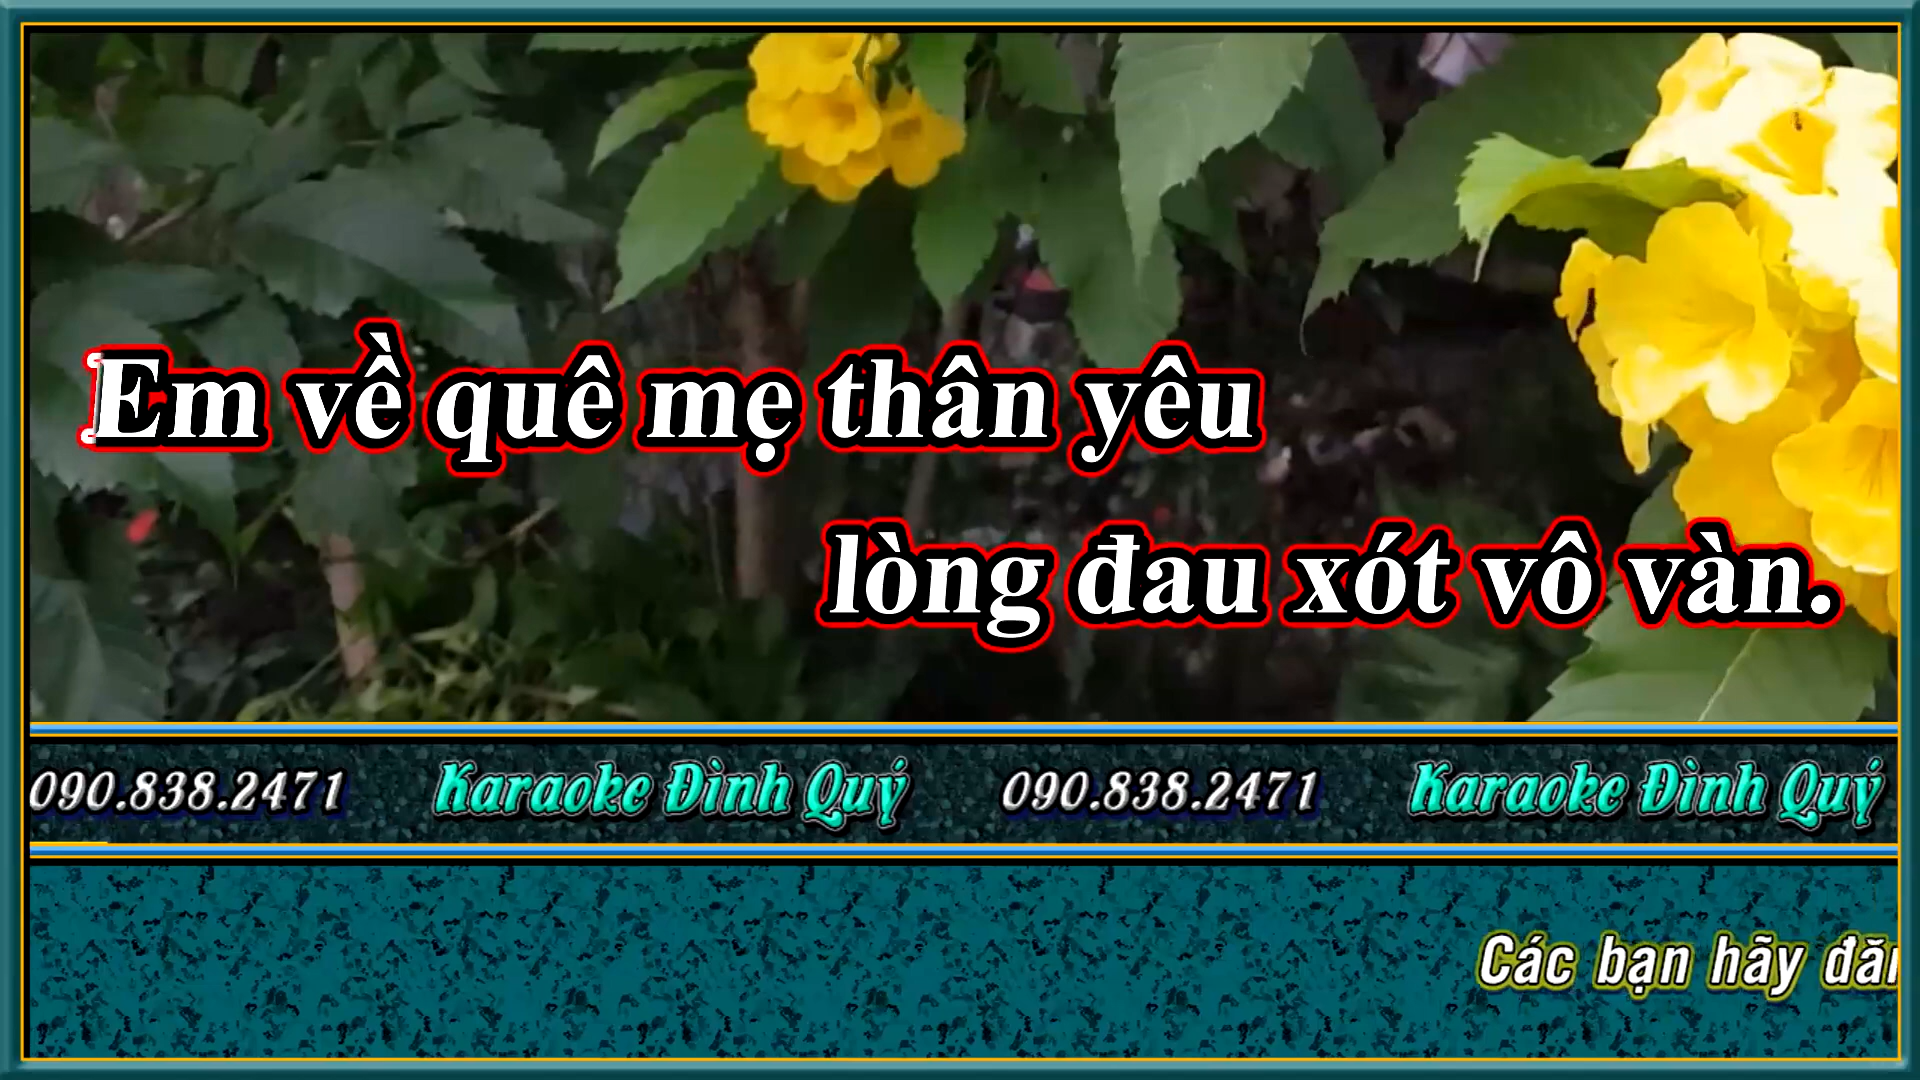 Em về quê mẹ thân yêu
lòng đau xót vô vàn.
090.838.2471 Karaoke Đình Quý 090.838.2471 Karaoke Đình Quý
Các bạn hãy